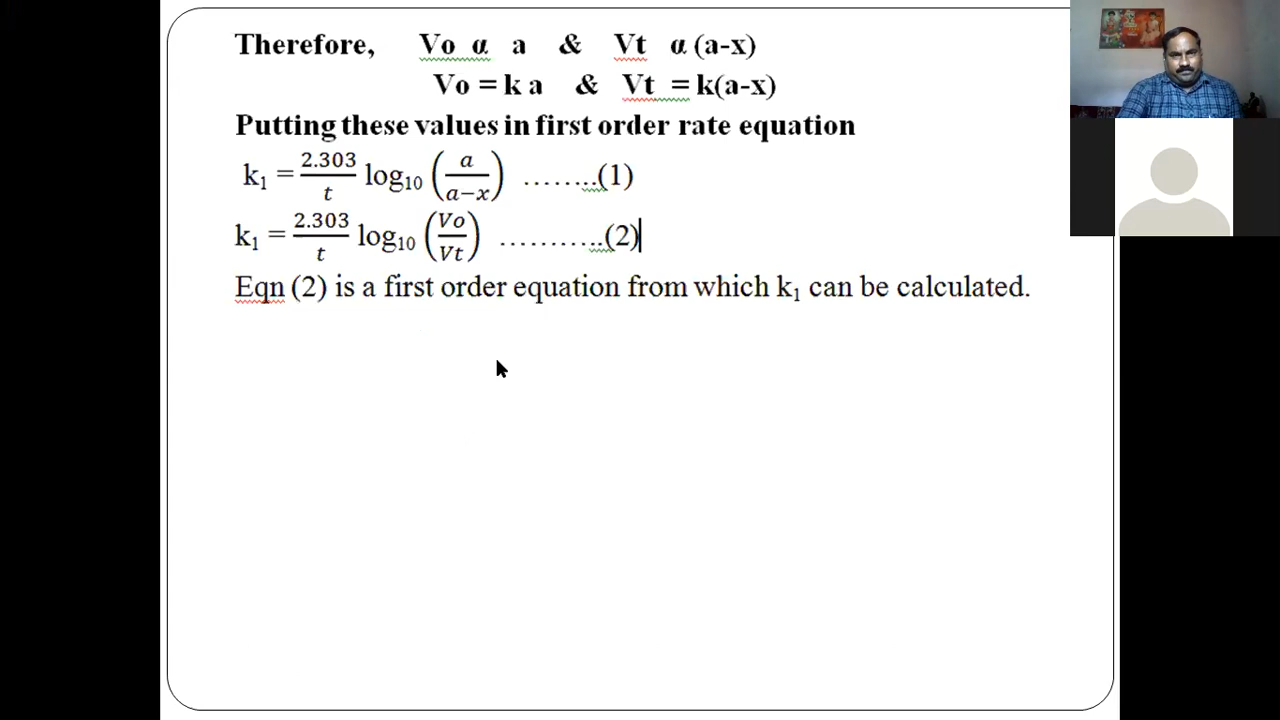 Therefore, Vo α a & Vt α (a-x)
Vo = k a & Vt = k(a-x)
Putting these values in first order rate equation
k₁ = 2.303/t log₁₀ (a/a−x) ……..(1)
k₁ = 2.303/t log₁₀ (Vo/Vt) ………..(2)
Eqn (2) is a first order equation from which k₁ can be calculated.